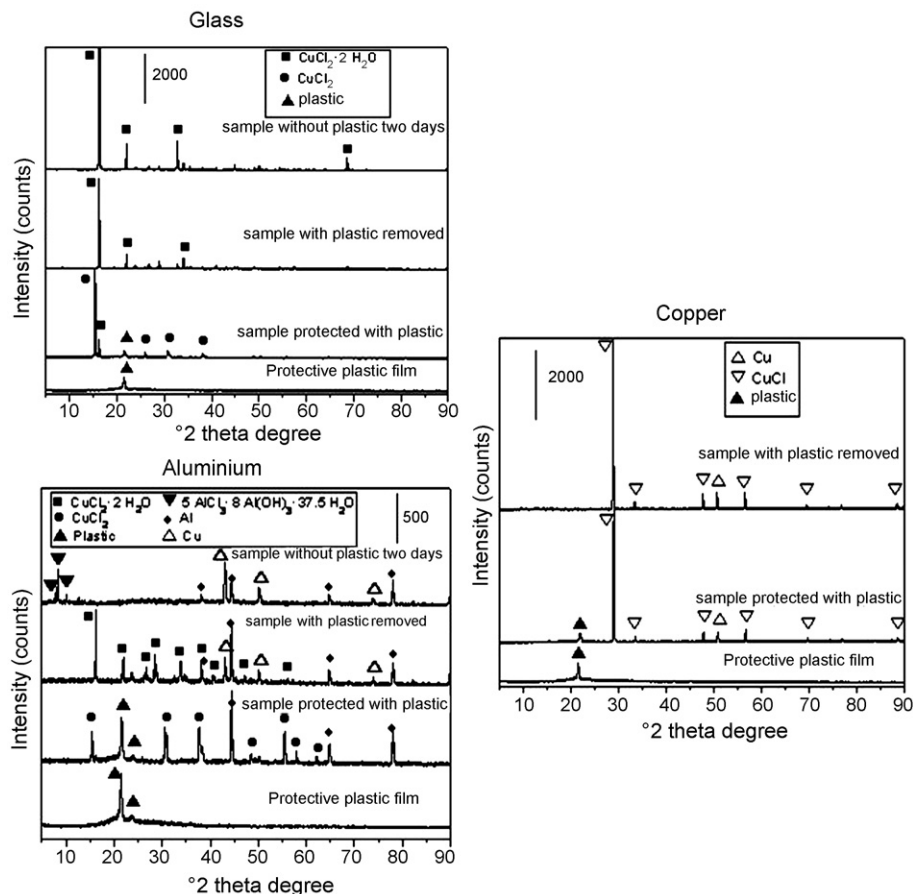 Glass
CuCl₂·2 H₂O
CuCl₂
plastic
2000
sample without plastic two days
sample with plastic removed
sample protected with plastic
Protective plastic film
Intensity (counts)
10 20 30 40 50 60 70 80 90
°2 theta degree
Aluminium
CuCl₂·2 H₂O 5 AlCl₃·8 Al(OH)₃·37.5 H₂O
CuCl₂ Al
Plastic Cu
500
sample without plastic two days
sample with plastic removed
sample protected with plastic
Protective plastic film
Intensity (counts)
10 20 30 40 50 60 70 80 90
°2 theta degree
Copper
Cu
CuCl
plastic
2000
sample with plastic removed
sample protected with plastic
Protective plastic film
Intensity (counts)
10 20 30 40 50 60 70 80 90
°2 theta degree